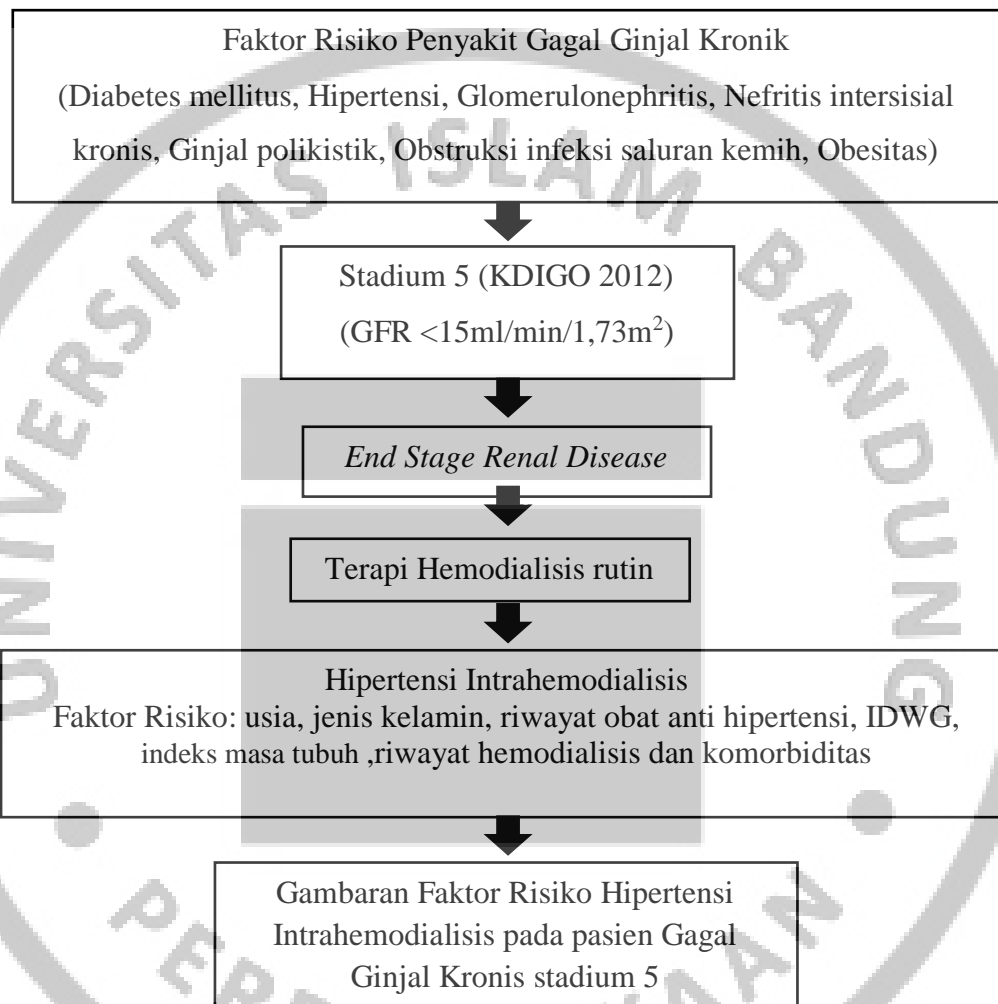 Faktor Risiko Penyakit Gagal Ginjal Kronik
(Diabetes mellitus, Hipertensi, Glomerulonephritis, Nefritis intersisial
kronis, Ginjal polikistik, Obstruksi infeksi saluran kemih, Obesitas)
Stadium 5 (KDIGO 2012)
(GFR <15ml/min/1,73m²)
End Stage Renal Disease
Terapi Hemodialisis rutin
Hipertensi Intrahemodialisis
Faktor Risiko: usia, jenis kelamin, riwayat obat anti hipertensi, IDWG,
indeks masa tubuh ,riwayat hemodialisis dan komorbiditas
Gambaran Faktor Risiko Hipertensi
Intrahemodialisis pada pasien Gagal
Ginjal Kronis stadium 5
UNIVERSITAS ISLAM BANDUNG